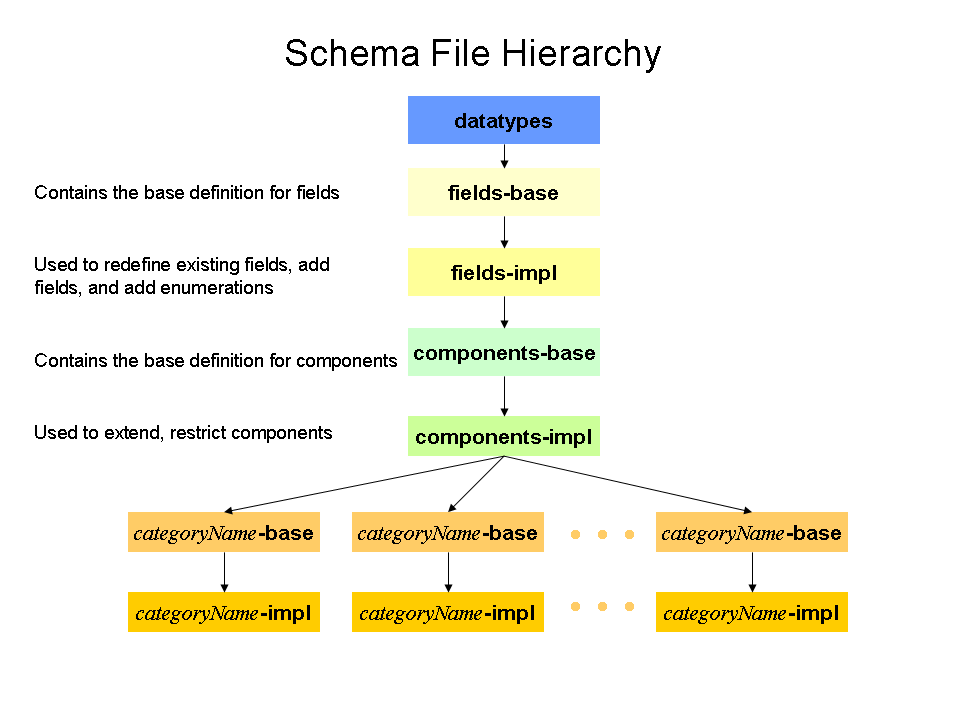 Schema File Hierarchy
datatypes
Contains the base definition for fields
fields-base
Used to redefine existing fields, add
fields, and add enumerations
fields-impl
Contains the base definition for components
components-base
Used to extend, restrict components
components-impl
categoryName-base categoryName-base categoryName-base
categoryName-impl categoryName-impl categoryName-impl